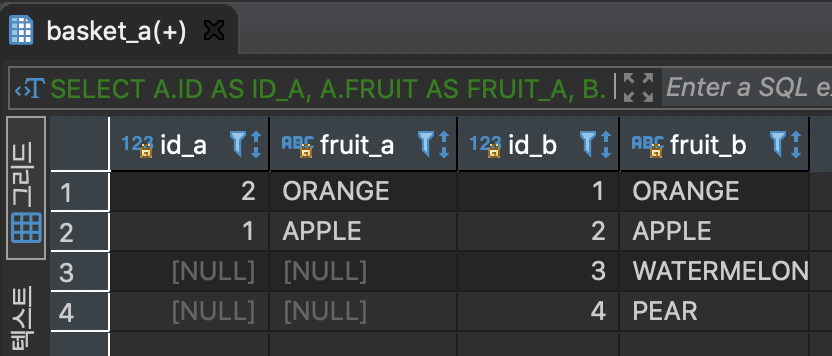 basket_a(+)
SELECT A.ID AS ID_A, A.FRUIT AS FRUIT_A, B. Enter a SQL ex
그리드
텍스트
123 id_a ABC fruit_a 123 id_b ABC fruit_b
1 2 ORANGE 1 ORANGE
2 1 APPLE 2 APPLE
3 [NULL] [NULL] 3 WATERMELON
4 [NULL] [NULL] 4 PEAR